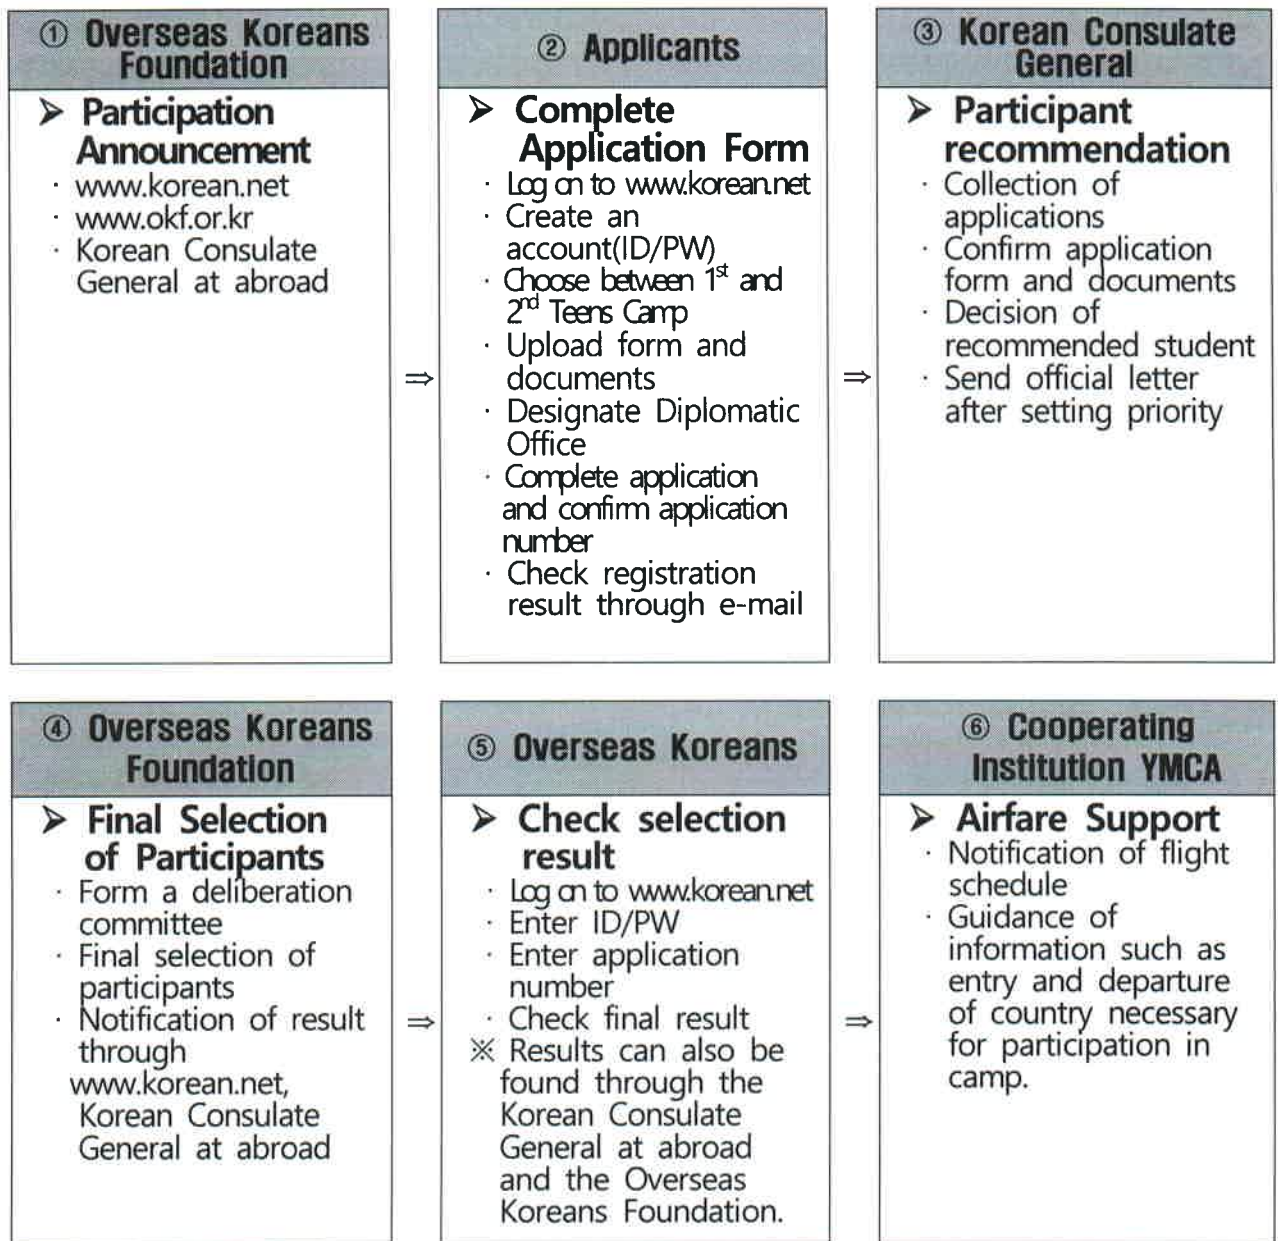 ① Overseas Koreans
Foundation
➢ Participation
Announcement
· www.korean.net
· www.okf.or.kr
· Korean Consulate
General at abroad
⇒
② Applicants
➢ Complete
Application Form
· Log on to www.korean.net
· Create an
account(ID/PW)
· Choose between 1st and
2nd Teens Camp
· Upload form and
documents
· Designate Diplomatic
Office
· Complete application
and confirm application
number
· Check registration
result through e-mail
⇒
③ Korean Consulate
General
➢ Participant
recommendation
· Collection of
applications
· Confirm application
form and documents
· Decision of
recommended student
· Send official letter
after setting priority
④ Overseas Koreans
Foundation
➢ Final Selection
of Participants
· Form a deliberation
committee
· Final selection of
participants
· Notification of result
through
www.korean.net,
Korean Consulate
General at abroad
⇒
⑤ Overseas Koreans
➢ Check selection
result
· Log on to www.korean.net
· Enter ID/PW
· Enter application
number
· Check final result
※ Results can also be
found through the
Korean Consulate
General at abroad
and the Overseas
Koreans Foundation.
⇒
⑥ Cooperating
Institution YMCA
➢ Airfare Support
· Notification of flight
schedule
· Guidance of
information such as
entry and departure
of country necessary
for participation in
camp.